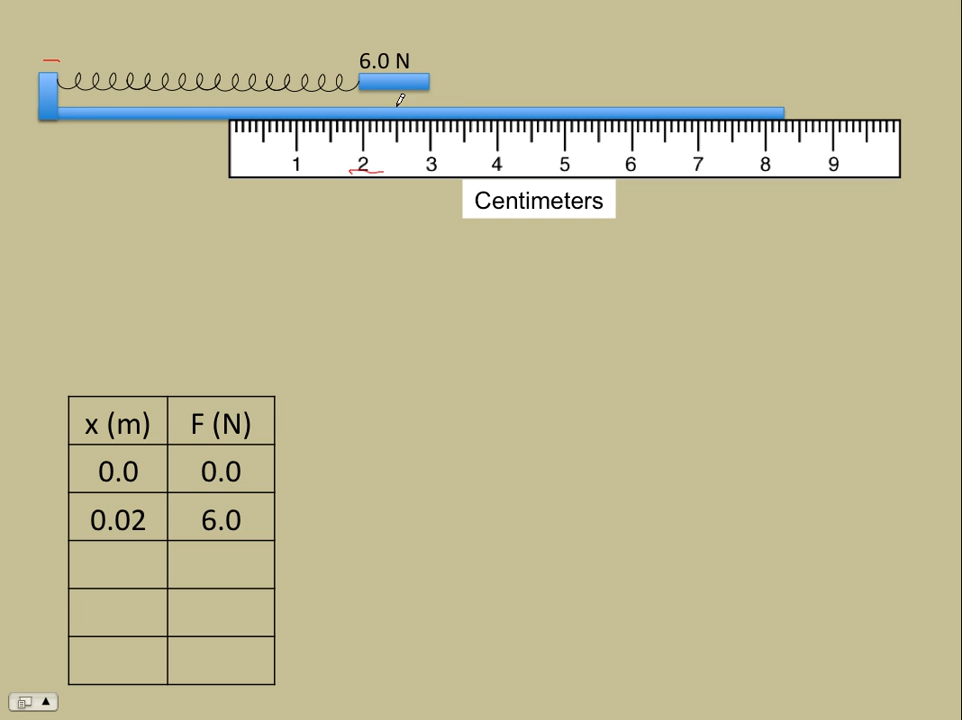 6.0 N
1 2 3 4 5 6 7 8 9
Centimeters
x (m) F (N)
0.0 0.0
0.02 6.0